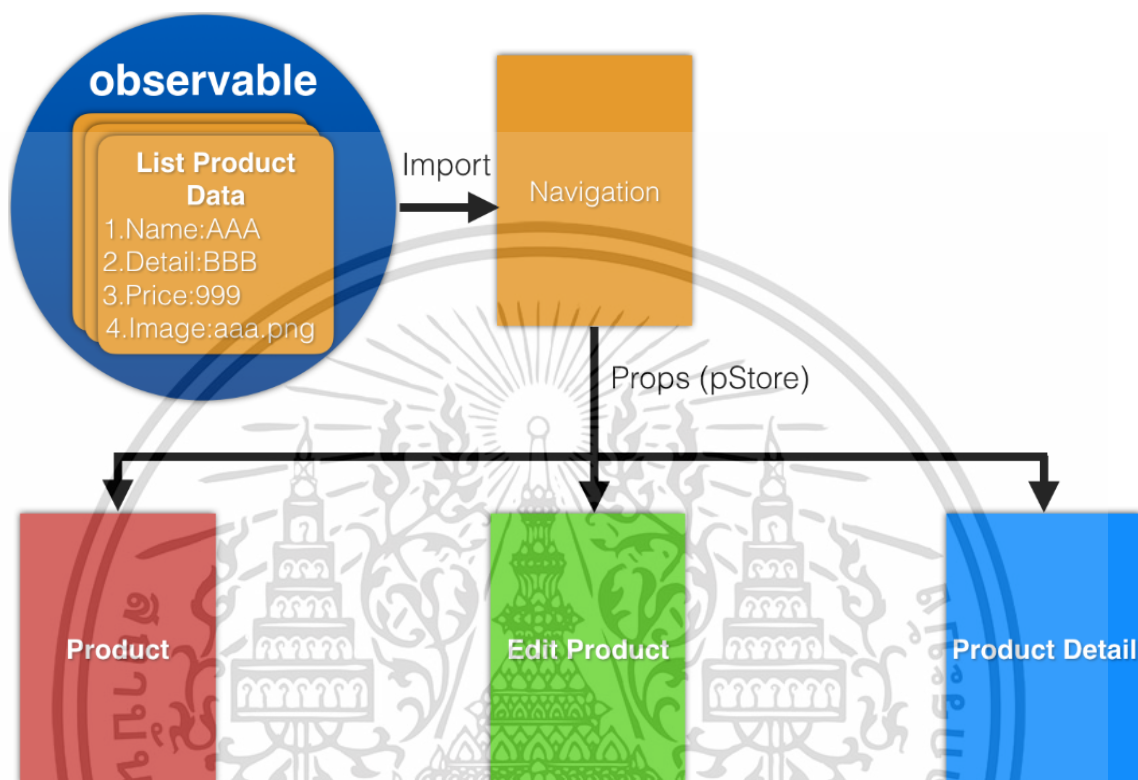 observable
List Product
Data
1.Name:AAA
2.Detail:BBB
3.Price:999
4.Image:aaa.png
Import
Navigation
Props (pStore)
Product
Edit Product
Product Detail